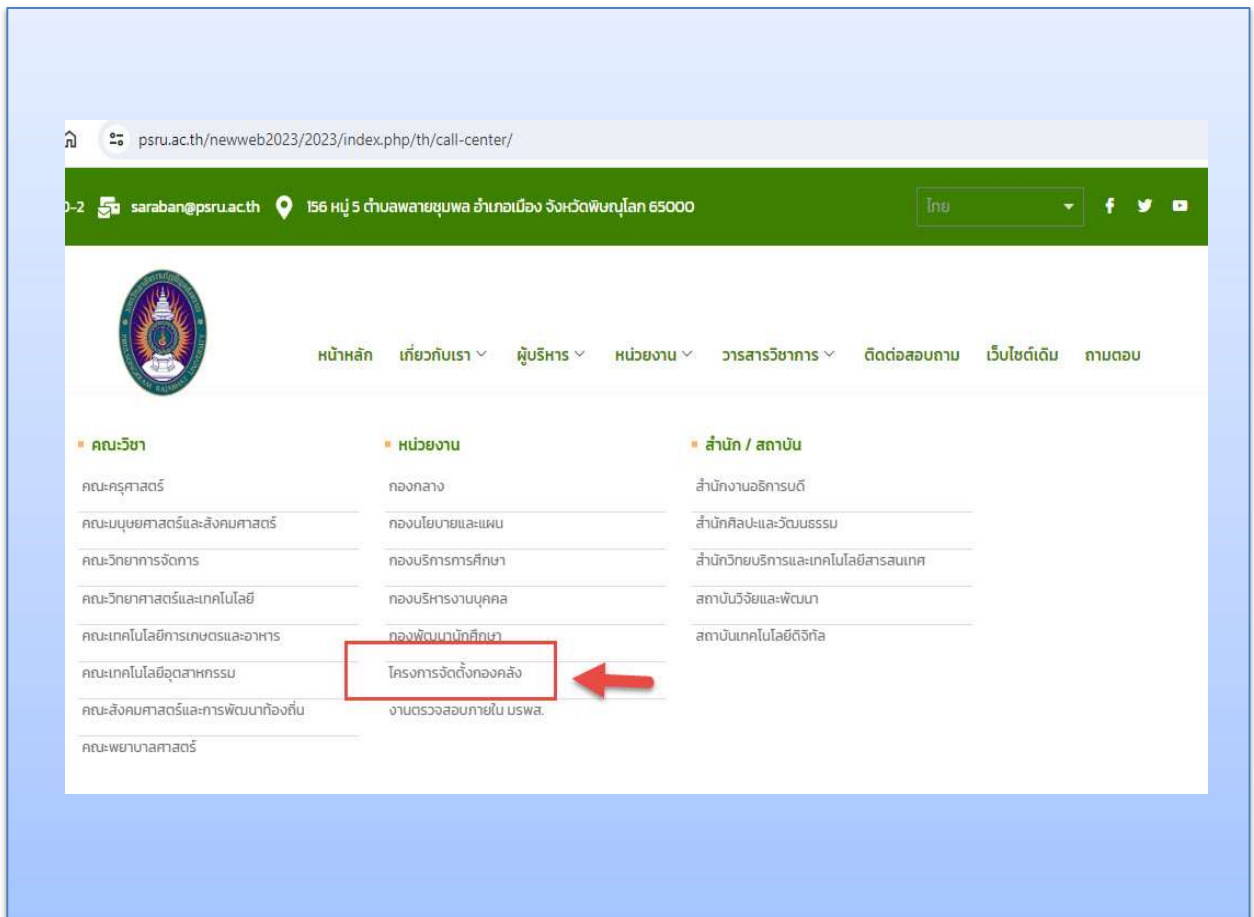 psru.ac.th/newweb2023/2023/index.php/th/call-center/
0-2 saraban@psru.ac.th 156 หมู่ 5 ตำบลพลายชุมพล อำเภอเมือง จังหวัดพิษณุโลก 65000 ไทย
หน้าหลัก เกี่ยวกับเรา ผู้บริหาร หน่วยงาน วารสารวิชาการ ติดต่อสอบถาม เว็บไซต์เดิม ถามตอบ
คณะวิชา
คณะครุศาสตร์
คณะมนุษยศาสตร์และสังคมศาสตร์
คณะวิทยาการจัดการ
คณะวิทยาศาสตร์และเทคโนโลยี
คณะเทคโนโลยีการเกษตรและอาหาร
คณะเทคโนโลยีอุตสาหกรรม
คณะสังคมศาสตร์และการพัฒนาท้องถิ่น
คณะพยาบาลศาสตร์
หน่วยงาน
กองกลาง
กองนโยบายและแผน
กองบริการการศึกษา
กองบริหารงานบุคคล
กองพัฒนานักศึกษา
โครงการจัดตั้งกองคลัง
งานตรวจสอบภายใน มรพส.
สำนัก / สถาบัน
สำนักงานอธิการบดี
สำนักศิลปะและวัฒนธรรม
สำนักวิทยบริการและเทคโนโลยีสารสนเทศ
สถาบันวิจัยและพัฒนา
สถาบันเทคโนโลยีดิจิทัล